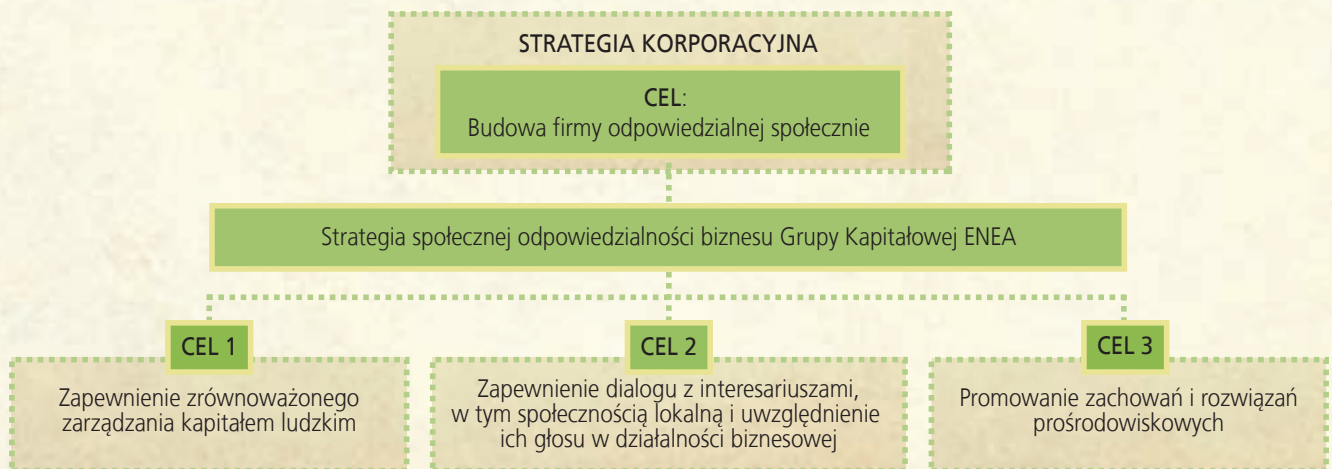 STRATEGIA KORPORACYJNA
CEL:
Budowa firmy odpowiedzialnej społecznie
Strategia społecznej odpowiedzialności biznesu Grupy Kapitałowej ENEA
CEL 1
Zapewnienie zrównoważonego
zarządzania kapitałem ludzkim
CEL 2
Zapewnienie dialogu z interesariuszami,
w tym społecznością lokalną i uwzględnienie
ich głosu w działalności biznesowej
CEL 3
Promowanie zachowań i rozwiązań
prośrodowiskowych